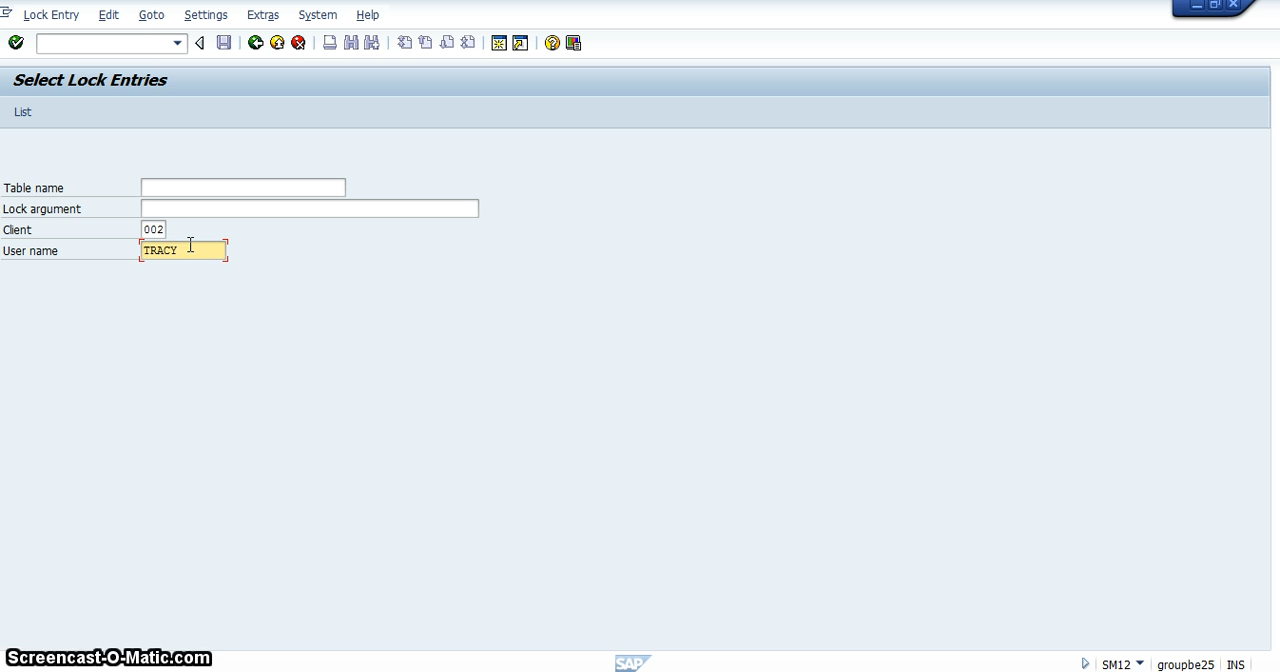 Lock Entry Edit Goto Settings Extras System Help
Select Lock Entries
List
Table name
Lock argument
Client 002
User name TRACY
Screencast-O-Matic.com
SAP
SM12 groupbe25 INS